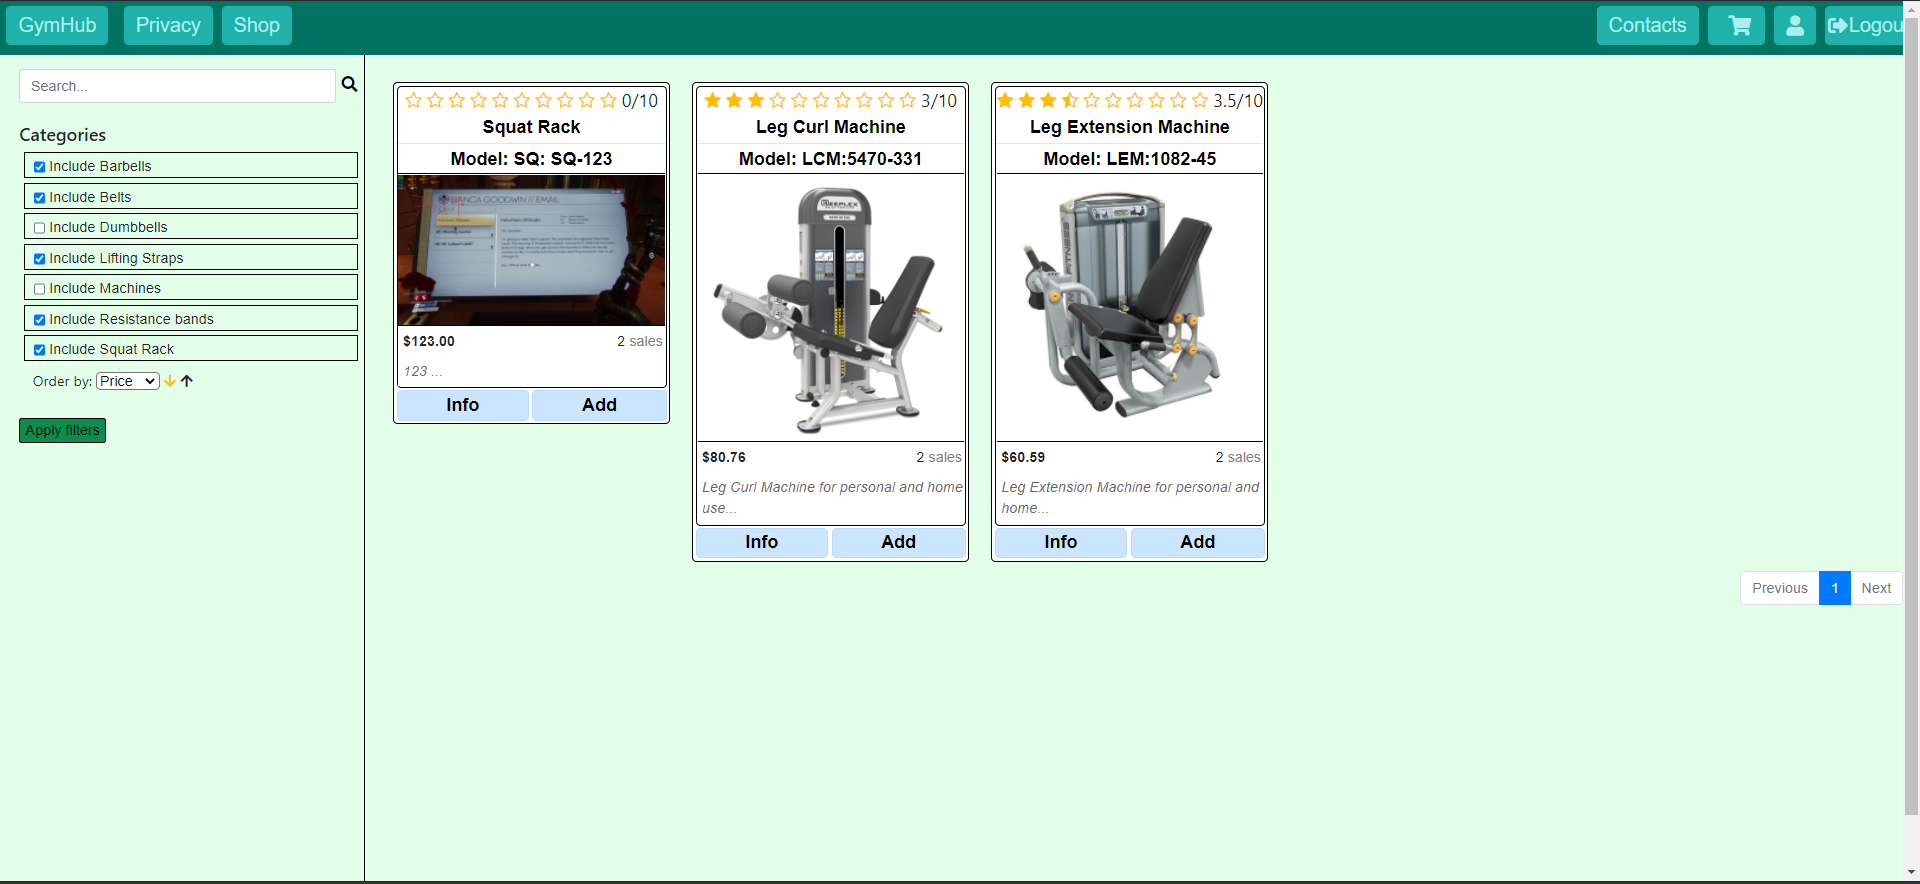 GymHub Privacy Shop Contacts Logou
Search...
Categories
Include Barbells
Include Belts
Include Dumbbells
Include Lifting Straps
Include Machines
Include Resistance bands
Include Squat Rack
Order by: Price
Apply filters
0/10
Squat Rack
Model: SQ: SQ-123
ANCA GOODWIN // EMAIL
$123.00 2 sales
123 ...
Info Add
3/10
Leg Curl Machine
Model: LCM:5470-331
$80.76 2 sales
Leg Curl Machine for personal and home
use...
Info Add
3.5/10
Leg Extension Machine
Model: LEM:1082-45
FITNESS
$60.59 2 sales
Leg Extension Machine for personal and
home...
Info Add
Previous 1 Next